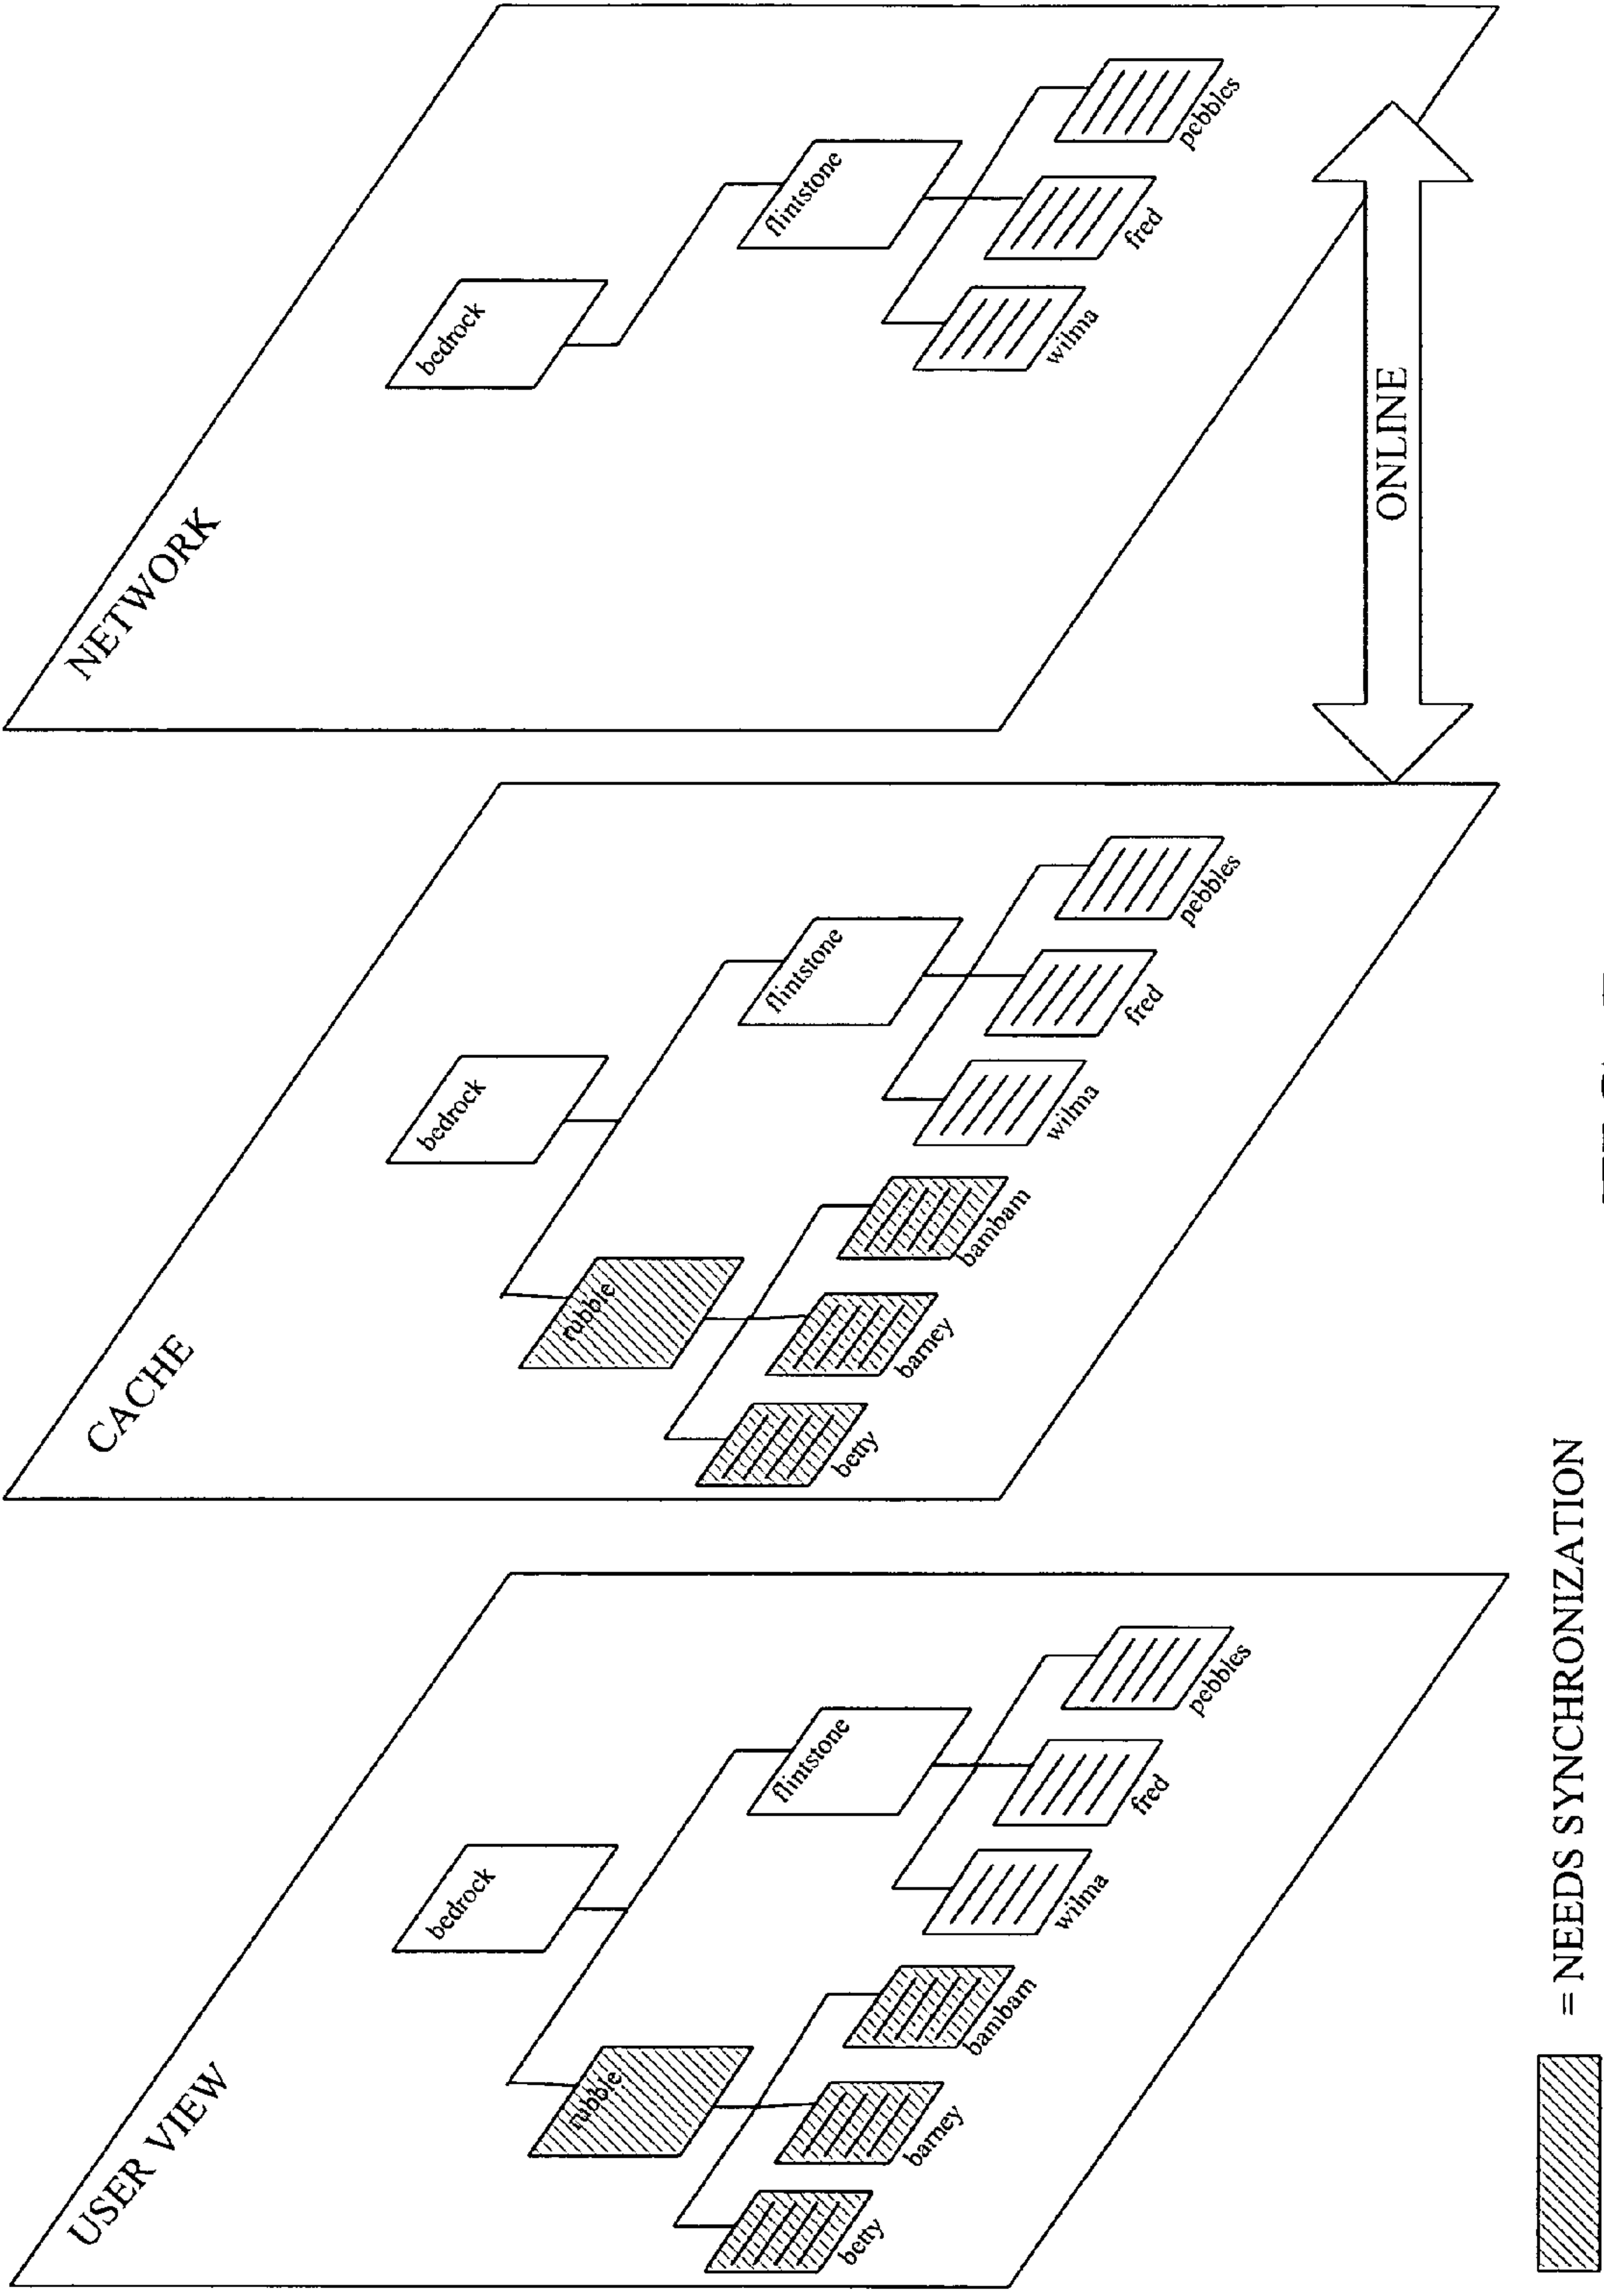 USER VIEW
bedrock
rubble
flintstone
betty
barney
bambam
wilma
fred
pebbles
CACHE
bedrock
rubble
flintstone
betty
barney
bambam
wilma
fred
pebbles
NETWORK
bedrock
flintstone
wilma
fred
pebbles
ONLINE
= NEEDS SYNCHRONIZATION